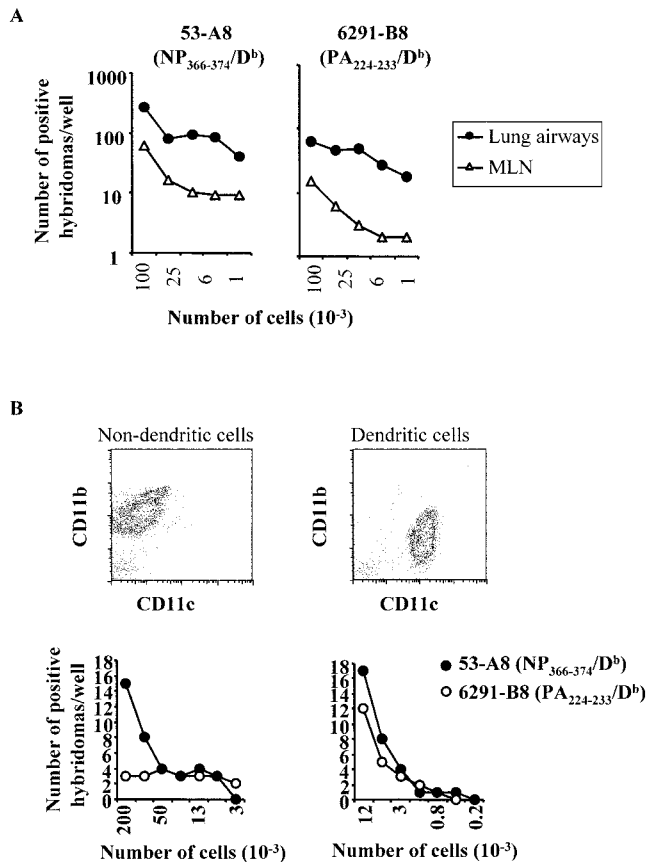 A
53-A8
(NP366-374/Db)
6291-B8
(PA224-233/Db)
Number of positive
hybridomas/well
1000
100
10
1
100
25
6
1
100
25
6
1
Number of cells (10-3)
Lung airways
MLN
B
Non-dendritic cells
Dendritic cells
CD11b
CD11c
CD11b
CD11c
Number of positive
hybridomas/well
18
16
14
12
10
8
6
4
2
0
200
50
13
3
Number of cells (10-3)
18
16
14
12
10
8
6
4
2
0
12
3
0.8
0.2
Number of cells (10-3)
53-A8 (NP366-374/Db)
6291-B8 (PA224-233/Db)